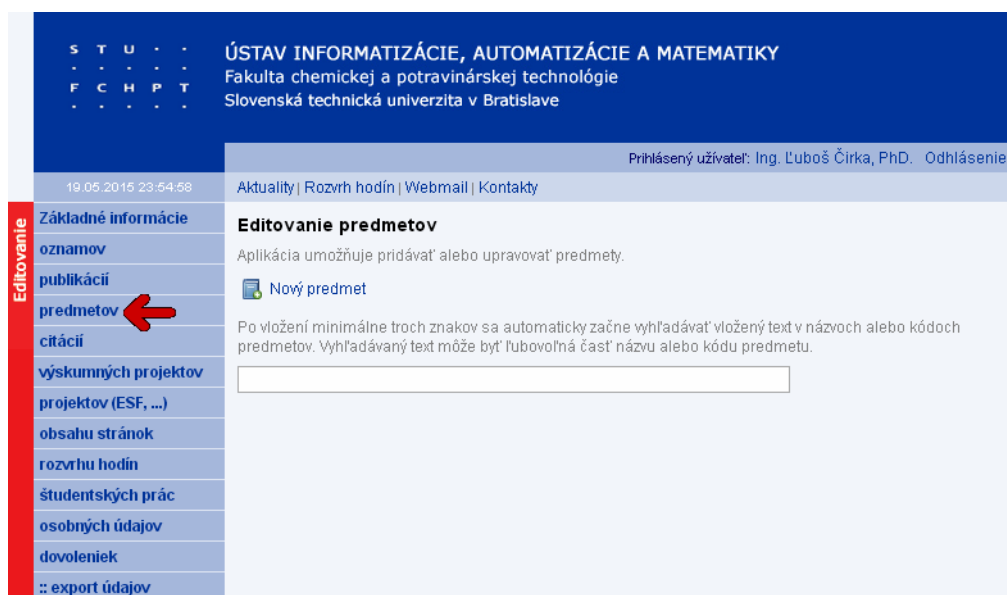 S T U
F C H P T
ÚSTAV INFORMATIZÁCIE, AUTOMATIZÁCIE A MATEMATIKY
Fakulta chemickej a potravinárskej technológie
Slovenská technická univerzita v Bratislave
Prihlásený užívateľ: Ing. Ľuboš Čirka, PhD. Odhlásenie
19.05.2015 23:54:58
Aktuality | Rozvrh hodín | Webmail | Kontakty
Editovanie
Základné informácie
oznamov
publikácií
predmetov
citácií
výskumných projektov
projektov (ESF, ...)
obsahu stránok
rozvrhu hodín
študentských prác
osobných údajov
dovoleniek
:: export údajov
Editovanie predmetov
Aplikácia umožňuje pridávať alebo upravovať predmety.
Nový predmet
Po vložení minimálne troch znakov sa automaticky začne vyhľadávať vložený text v názvoch alebo kódoch
predmetov. Vyhľadávaný text môže byť ľubovoľná časť názvu alebo kódu predmetu.